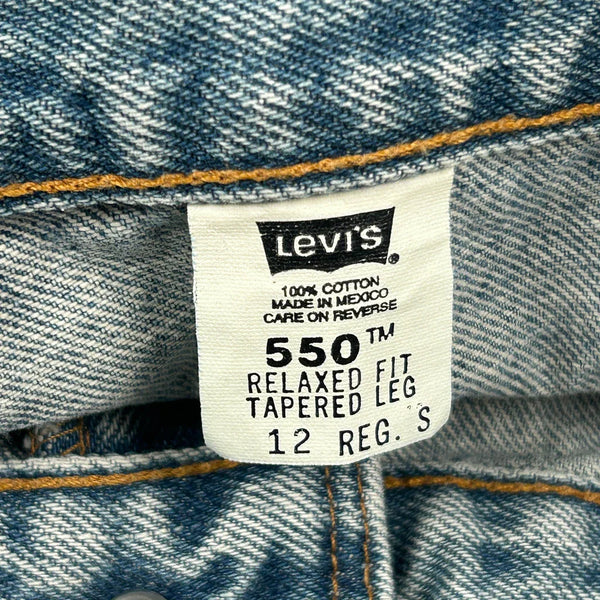 Levi's ®
100% COTTON
MADE IN MEXICO
CARE ON REVERSE
550™
RELAXED FIT
TAPERED LEG
12 REG. S